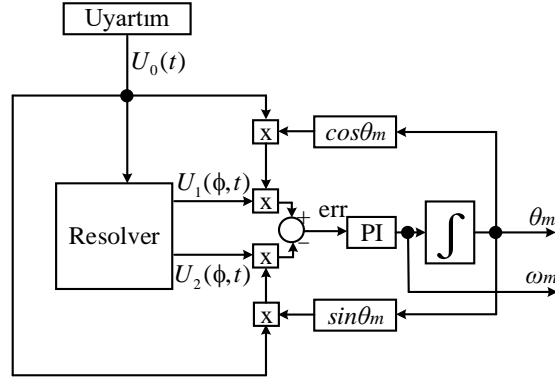 Uyartım
U₀(t)
x
cosθm
U₁(ϕ,t)
x
+
err
Resolver
−
PI
∫
θm
U₂(ϕ,t)
x
ωm
x
sinθm